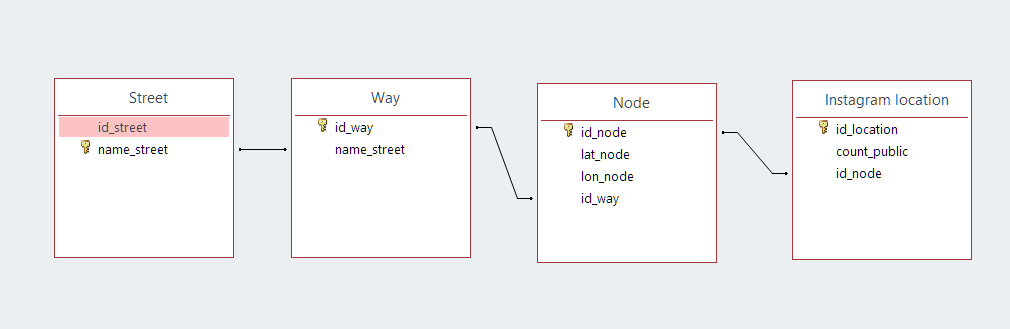 Street
id_street
name_street
Way
id_way
name_street
Node
id_node
lat_node
lon_node
id_way
Instagram location
id_location
count_public
id_node